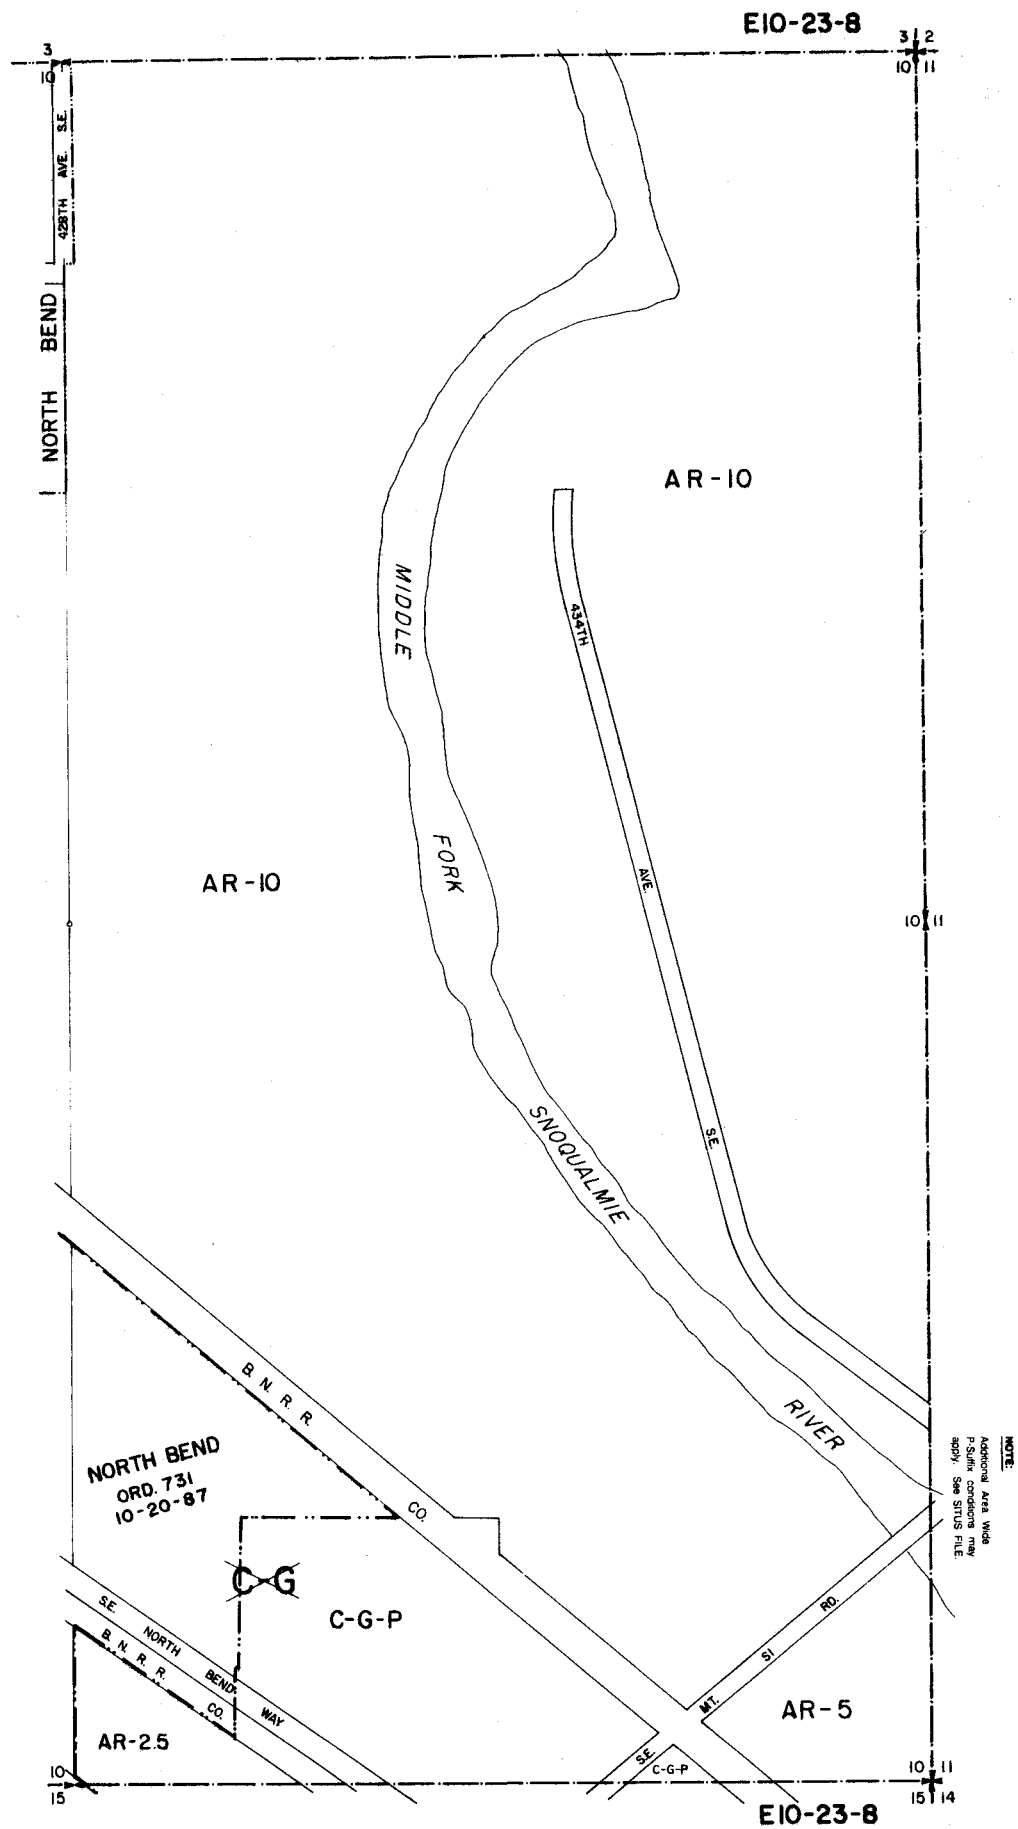 E10-23-8
3
10
3 2
10 11
428TH AVE. S.E.
NORTH BEND
AR-10
434TH AVE. S.E.
MIDDLE FORK SNOQUALMIE RIVER
AR-10
10 11
B. N. R. R. CO.
NOTE:
Additional Area Wide
P-Suffix conditions may
apply. See SITUS FILE.
NORTH BEND
ORD. 731
10-20-87
C-G
C-G-P
S.E. NORTH BEND WAY
B. N. R. R. CO.
S.E. MT. SI RD.
AR-5
AR-2.5
C-G-P
10
15
10 11
15 14
E10-23-8